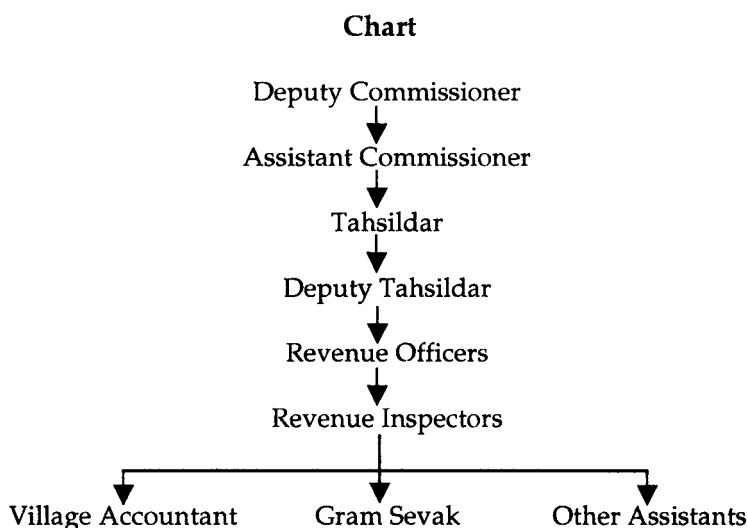 Chart
Deputy Commissioner
Assistant Commissioner
Tahsildar
Deputy Tahsildar
Revenue Officers
Revenue Inspectors
Village Accountant Gram Sevak Other Assistants